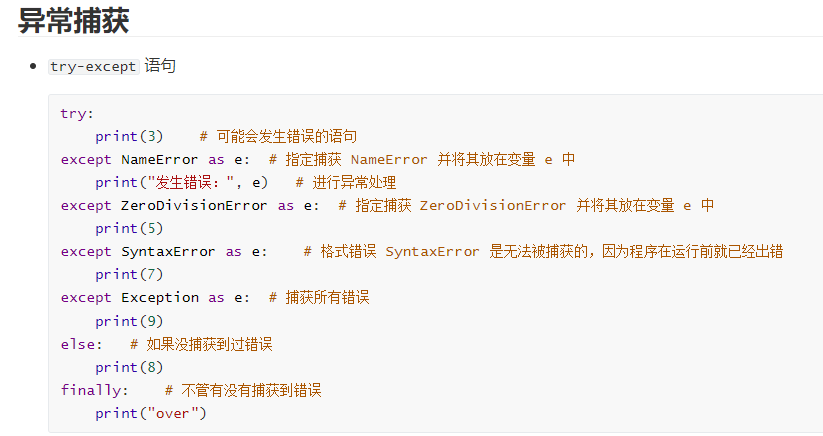 异常捕获
try-except 语句
try:
    print(3)    # 可能会发生错误的语句
except NameError as e:  # 指定捕获 NameError 并将其放在变量 e 中
    print("发生错误：", e)   # 进行异常处理
except ZeroDivisionError as e:  # 指定捕获 ZeroDivisionError 并将其放在变量 e 中
    print(5)
except SyntaxError as e:    # 格式错误 SyntaxError 是无法被捕获的，因为程序在运行前就已经出错
    print(7)
except Exception as e:  # 捕获所有错误
    print(9)
else:   # 如果没捕获到过错误
    print(8)
finally:    # 不管有没有捕获到错误
    print("over")